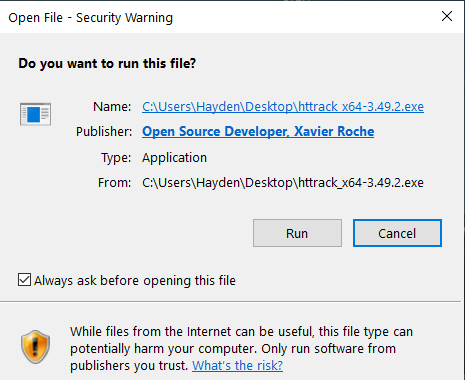 Open File - Security Warning
Do you want to run this file?
Name: C:\Users\Hayden\Desktop\httrack_x64-3.49.2.exe
Publisher: Open Source Developer, Xavier Roche
Type: Application
From: C:\Users\Hayden\Desktop\httrack_x64-3.49.2.exe
Run Cancel
Always ask before opening this file
While files from the Internet can be useful, this file type can
potentially harm your computer. Only run software from
publishers you trust. What's the risk?